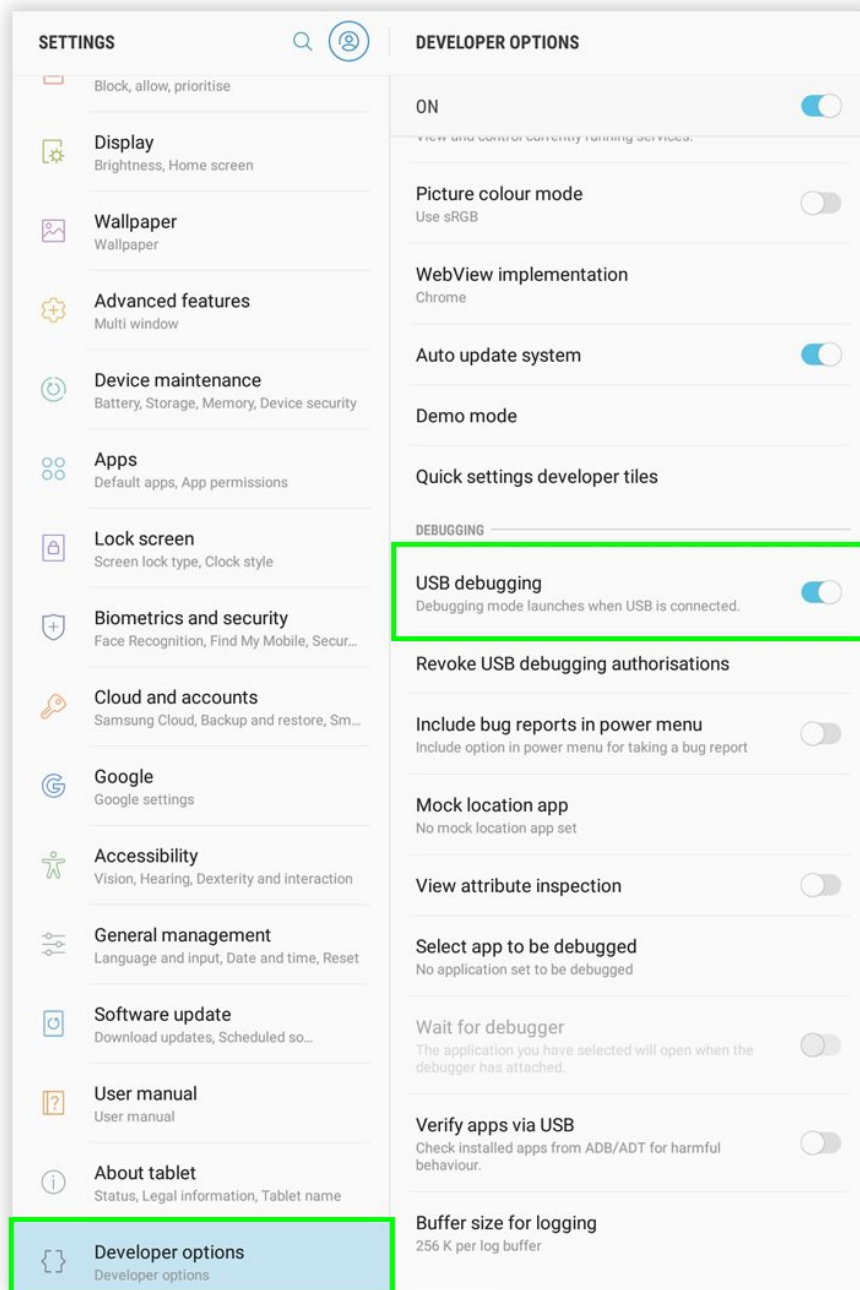 SETTINGS
Block, allow, prioritise
Display
Brightness, Home screen
Wallpaper
Wallpaper
Advanced features
Multi window
Device maintenance
Battery, Storage, Memory, Device security
Apps
Default apps, App permissions
Lock screen
Screen lock type, Clock style
Biometrics and security
Face Recognition, Find My Mobile, Secur...
Cloud and accounts
Samsung Cloud, Backup and restore, Sm...
Google
Google settings
Accessibility
Vision, Hearing, Dexterity and interaction
General management
Language and input, Date and time, Reset
Software update
Download updates, Scheduled so...
User manual
User manual
About tablet
Status, Legal information, Tablet name
Developer options
Developer options
DEVELOPER OPTIONS
ON
View and control currently running services.
Picture colour mode
Use sRGB
WebView implementation
Chrome
Auto update system
Demo mode
Quick settings developer tiles
DEBUGGING
USB debugging
Debugging mode launches when USB is connected.
Revoke USB debugging authorisations
Include bug reports in power menu
Include option in power menu for taking a bug report
Mock location app
No mock location app set
View attribute inspection
Select app to be debugged
No application set to be debugged
Wait for debugger
The application you have selected will open when the
debugger has attached.
Verify apps via USB
Check installed apps from ADB/ADT for harmful
behaviour.
Buffer size for logging
256 K per log buffer